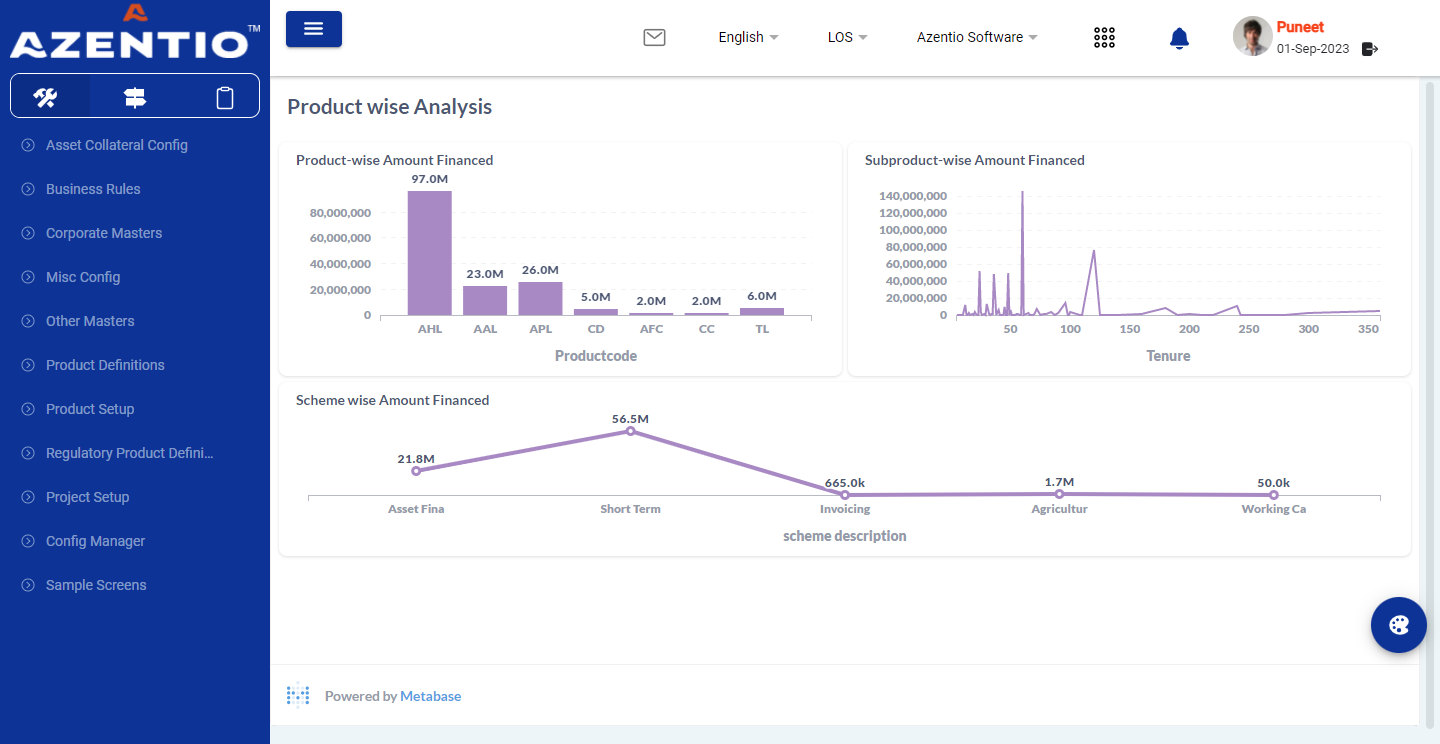 AZENTIO™
English
LOS
Azentio Software
Puneet
01-Sep-2023
Asset Collateral Config
Business Rules
Corporate Masters
Misc Config
Other Masters
Product Definitions
Product Setup
Regulatory Product Defini...
Project Setup
Config Manager
Sample Screens
Product wise Analysis
Product-wise Amount Financed
97.0M
80,000,000
60,000,000
40,000,000
20,000,000
0
23.0M
26.0M
5.0M
2.0M
2.0M
6.0M
AHL
AAL
APL
CD
AFC
CC
TL
Productcode
Subproduct-wise Amount Financed
140,000,000
120,000,000
100,000,000
80,000,000
60,000,000
40,000,000
20,000,000
0
50
100
150
200
250
300
350
Tenure
Scheme wise Amount Financed
21.8M
56.5M
665.0k
1.7M
50.0k
Asset Fina
Short Term
Invoicing
Agricultur
Working Ca
scheme description
Powered by Metabase